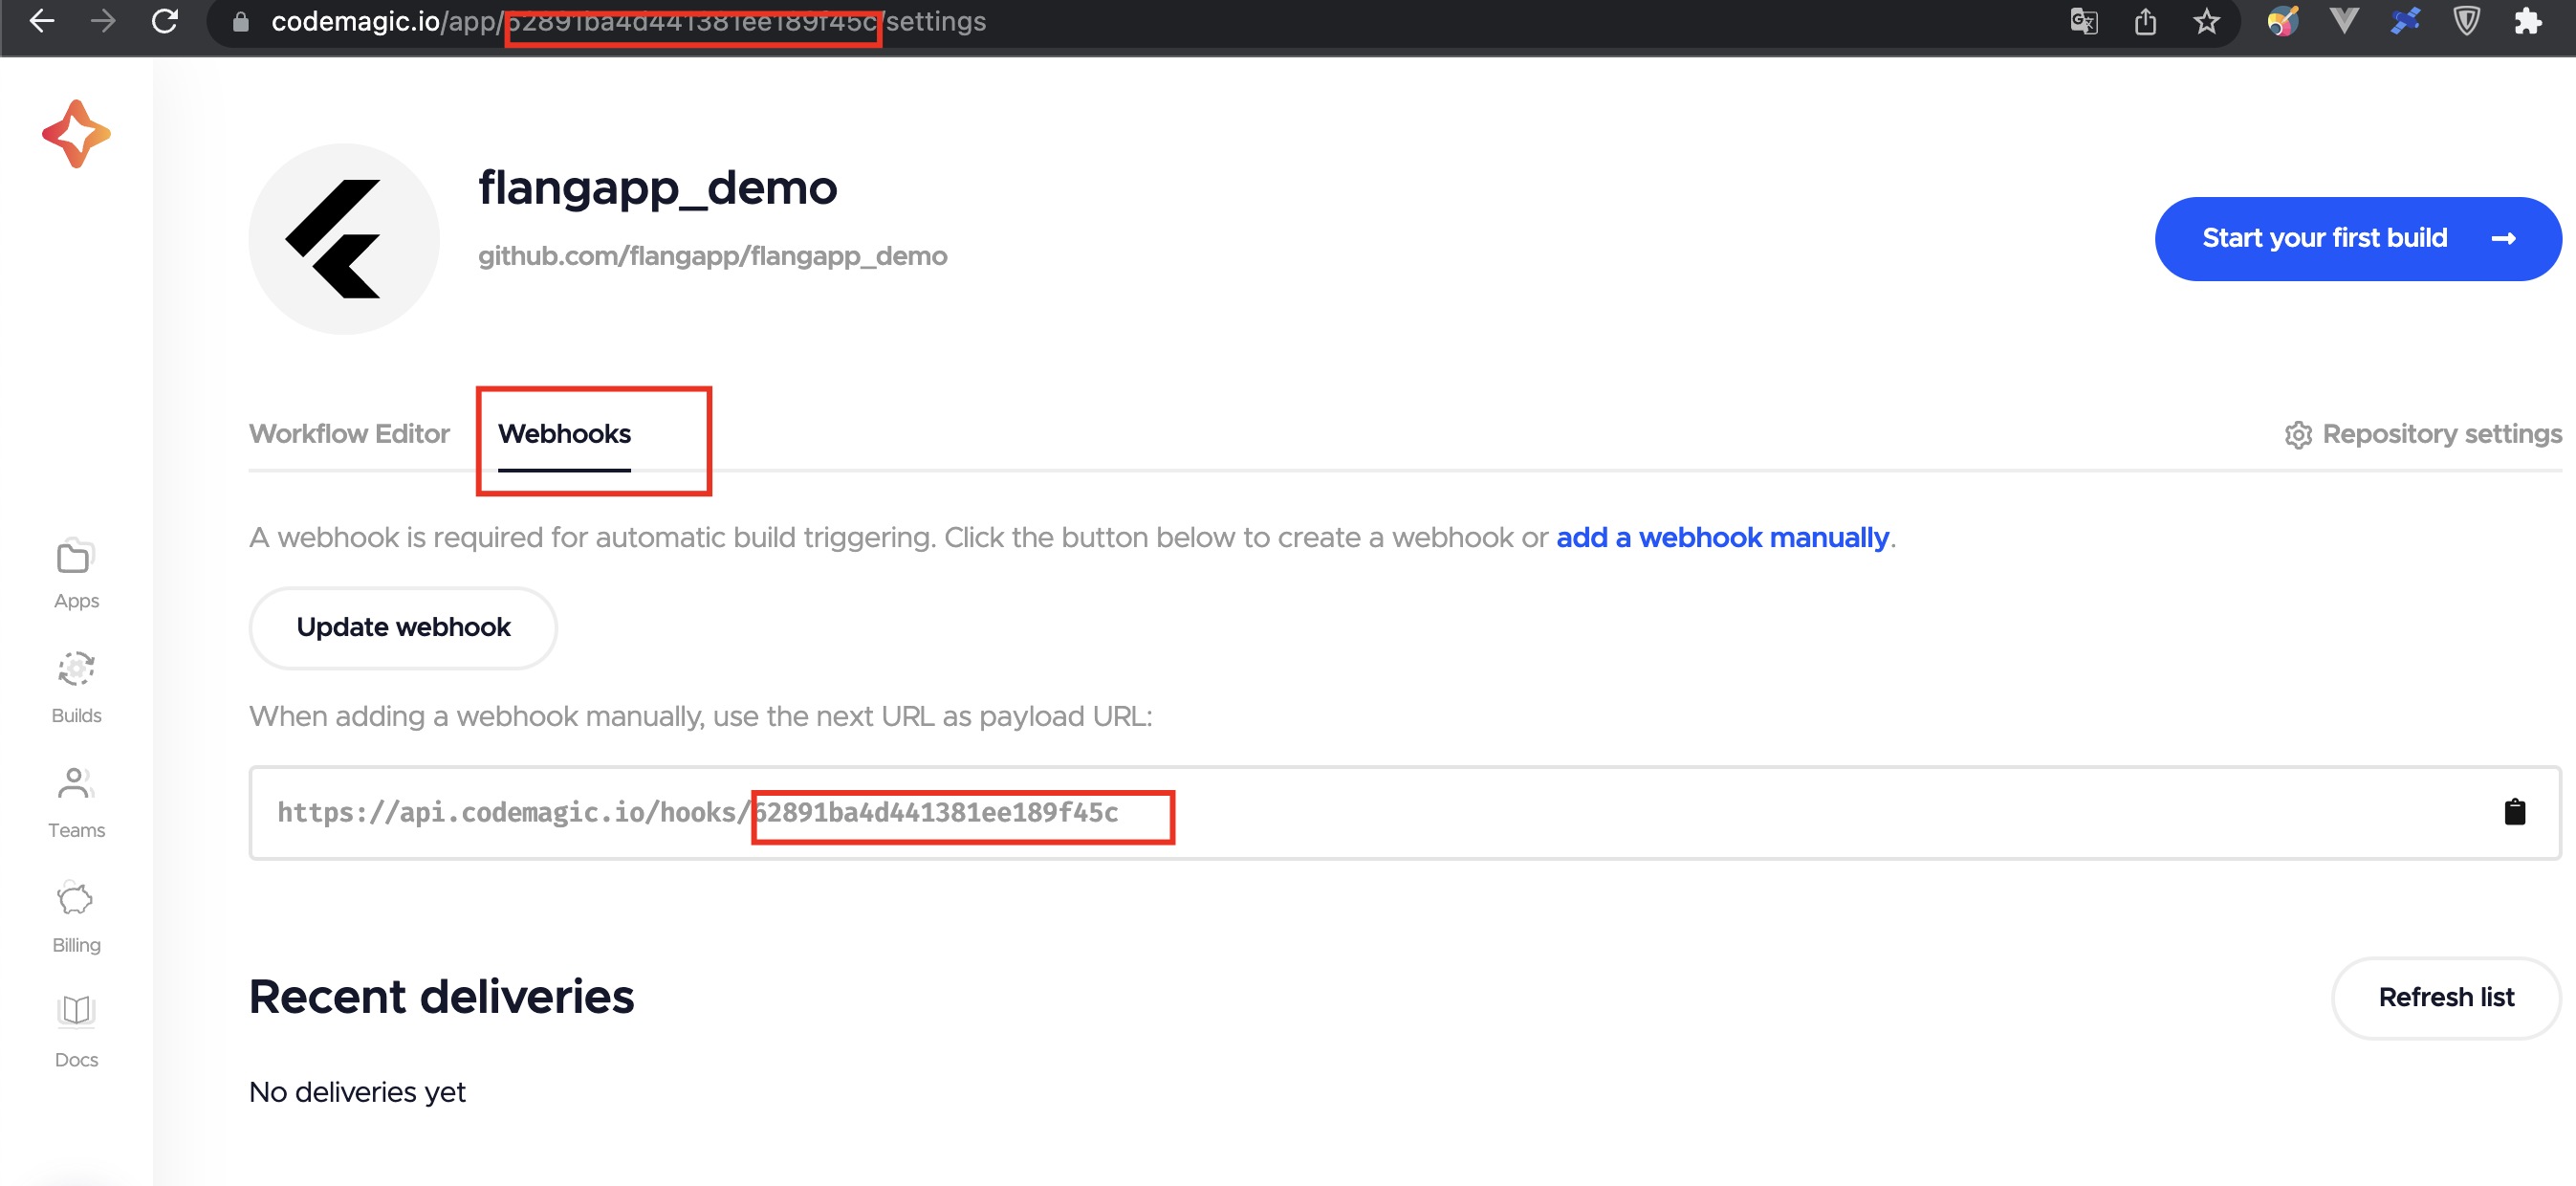 codemagic.io/app/62891ba4d441381ee189f45c/settings
flangapp_demo
github.com/flangapp/flangapp_demo
Start your first build
Workflow Editor
Webhooks
Repository settings
A webhook is required for automatic build triggering. Click the button below to create a webhook or add a webhook manually.
Update webhook
When adding a webhook manually, use the next URL as payload URL:
https://api.codemagic.io/hooks/62891ba4d441381ee189f45c
Apps
Builds
Teams
Billing
Docs
Recent deliveries
Refresh list
No deliveries yet